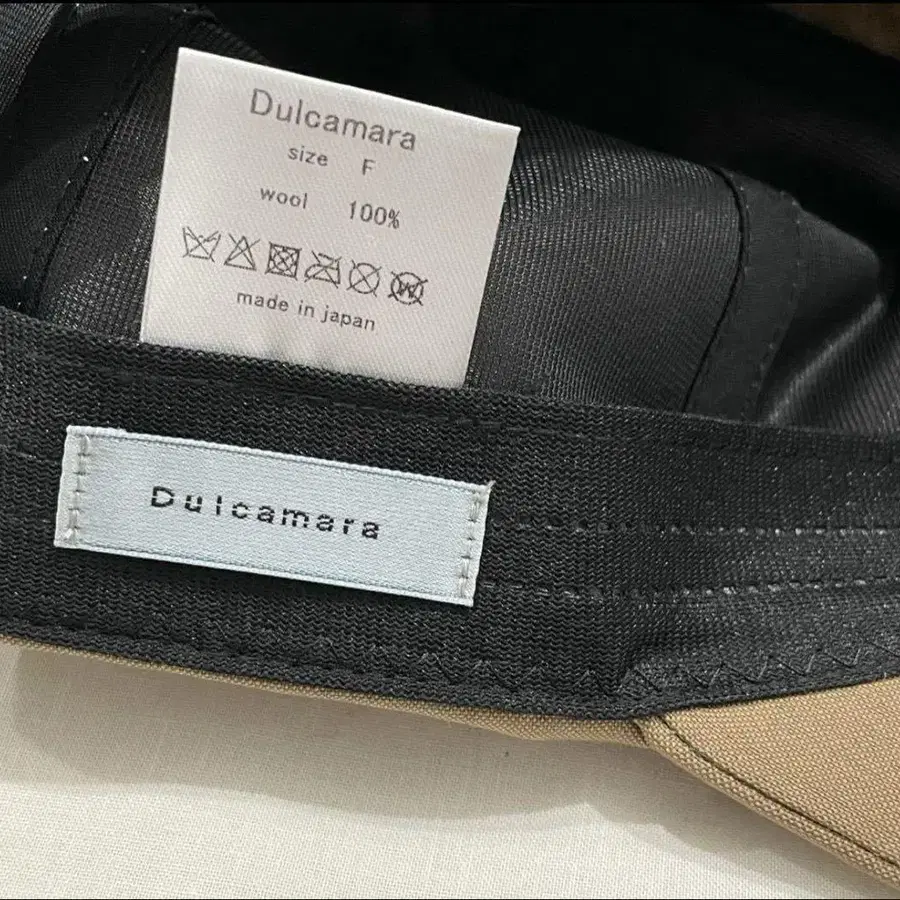 Dulcamara
size F
wool 100%
made in japan
Dulcamara